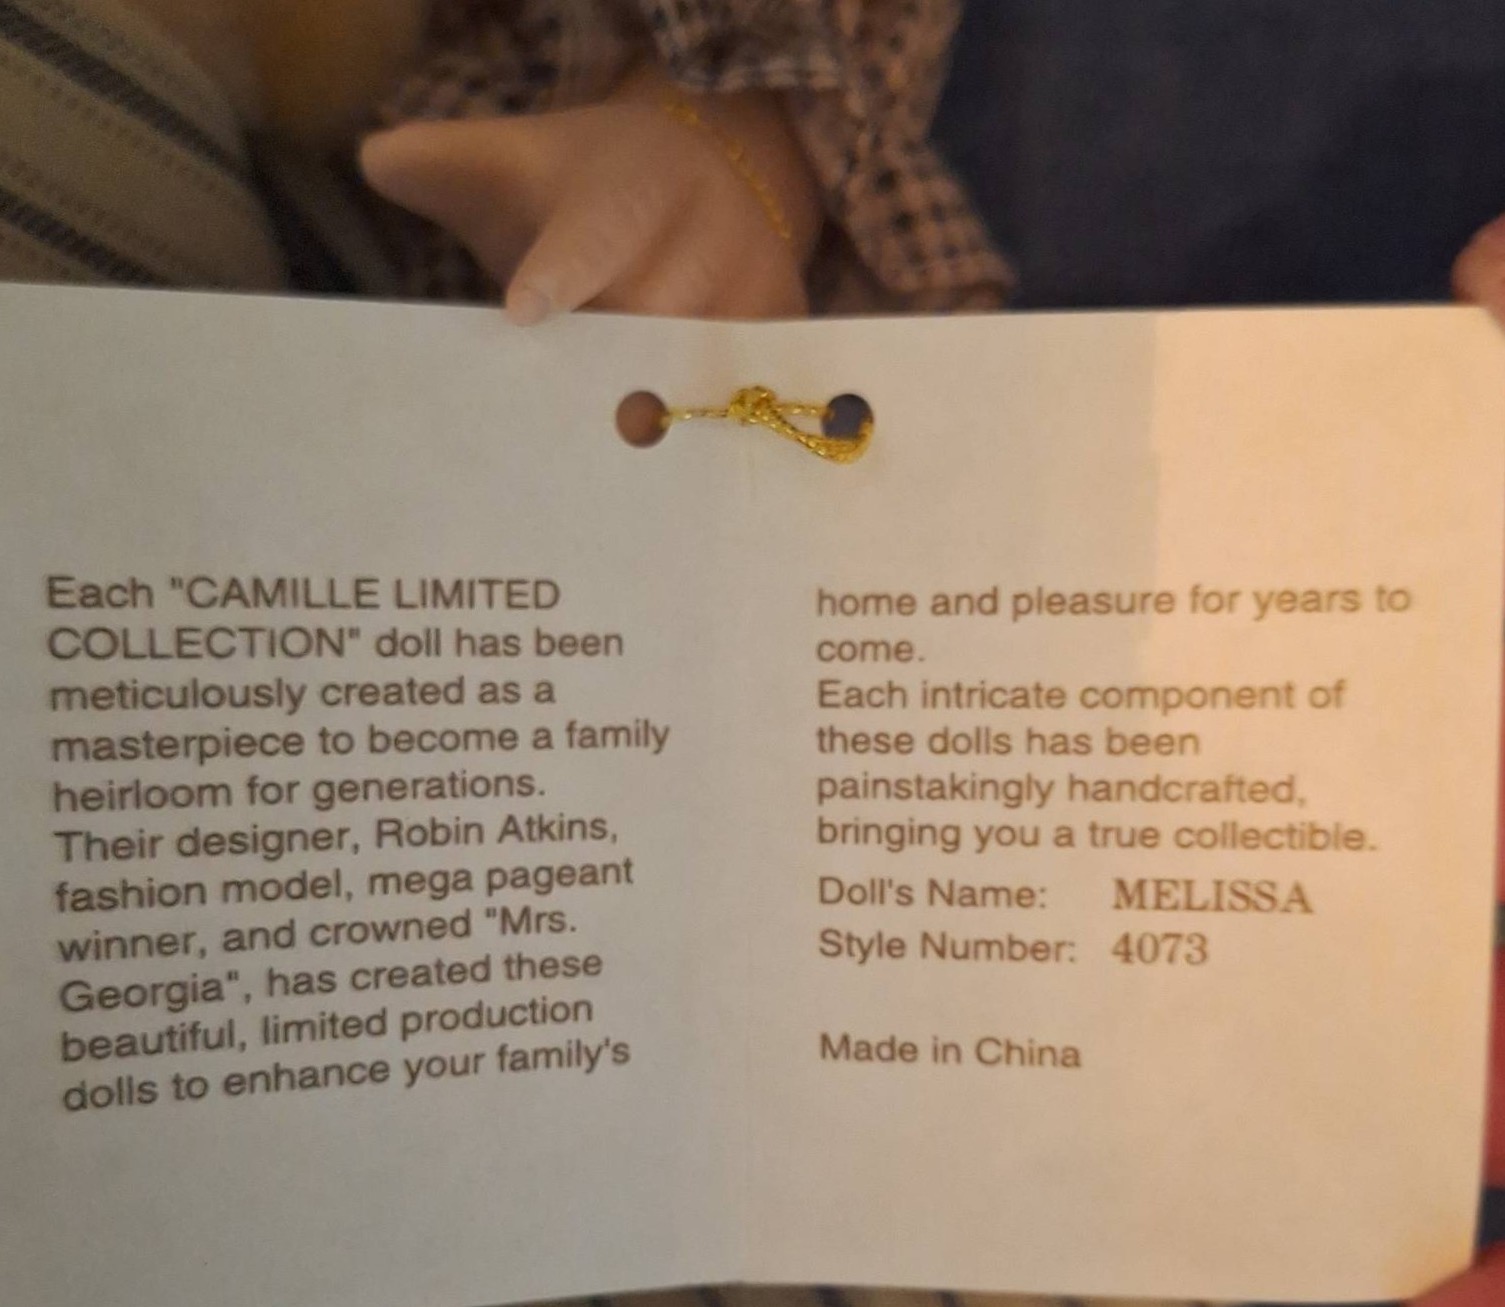 Each "CAMILLE LIMITED
COLLECTION" doll has been
meticulously created as a
masterpiece to become a family
heirloom for generations.
Their designer, Robin Atkins,
fashion model, mega pageant
winner, and crowned "Mrs.
Georgia", has created these
beautiful, limited production
dolls to enhance your family's
home and pleasure for years to
come.
Each intricate component of
these dolls has been
painstakingly handcrafted,
bringing you a true collectible.
Doll's Name: MELISSA
Style Number: 4073
Made in China